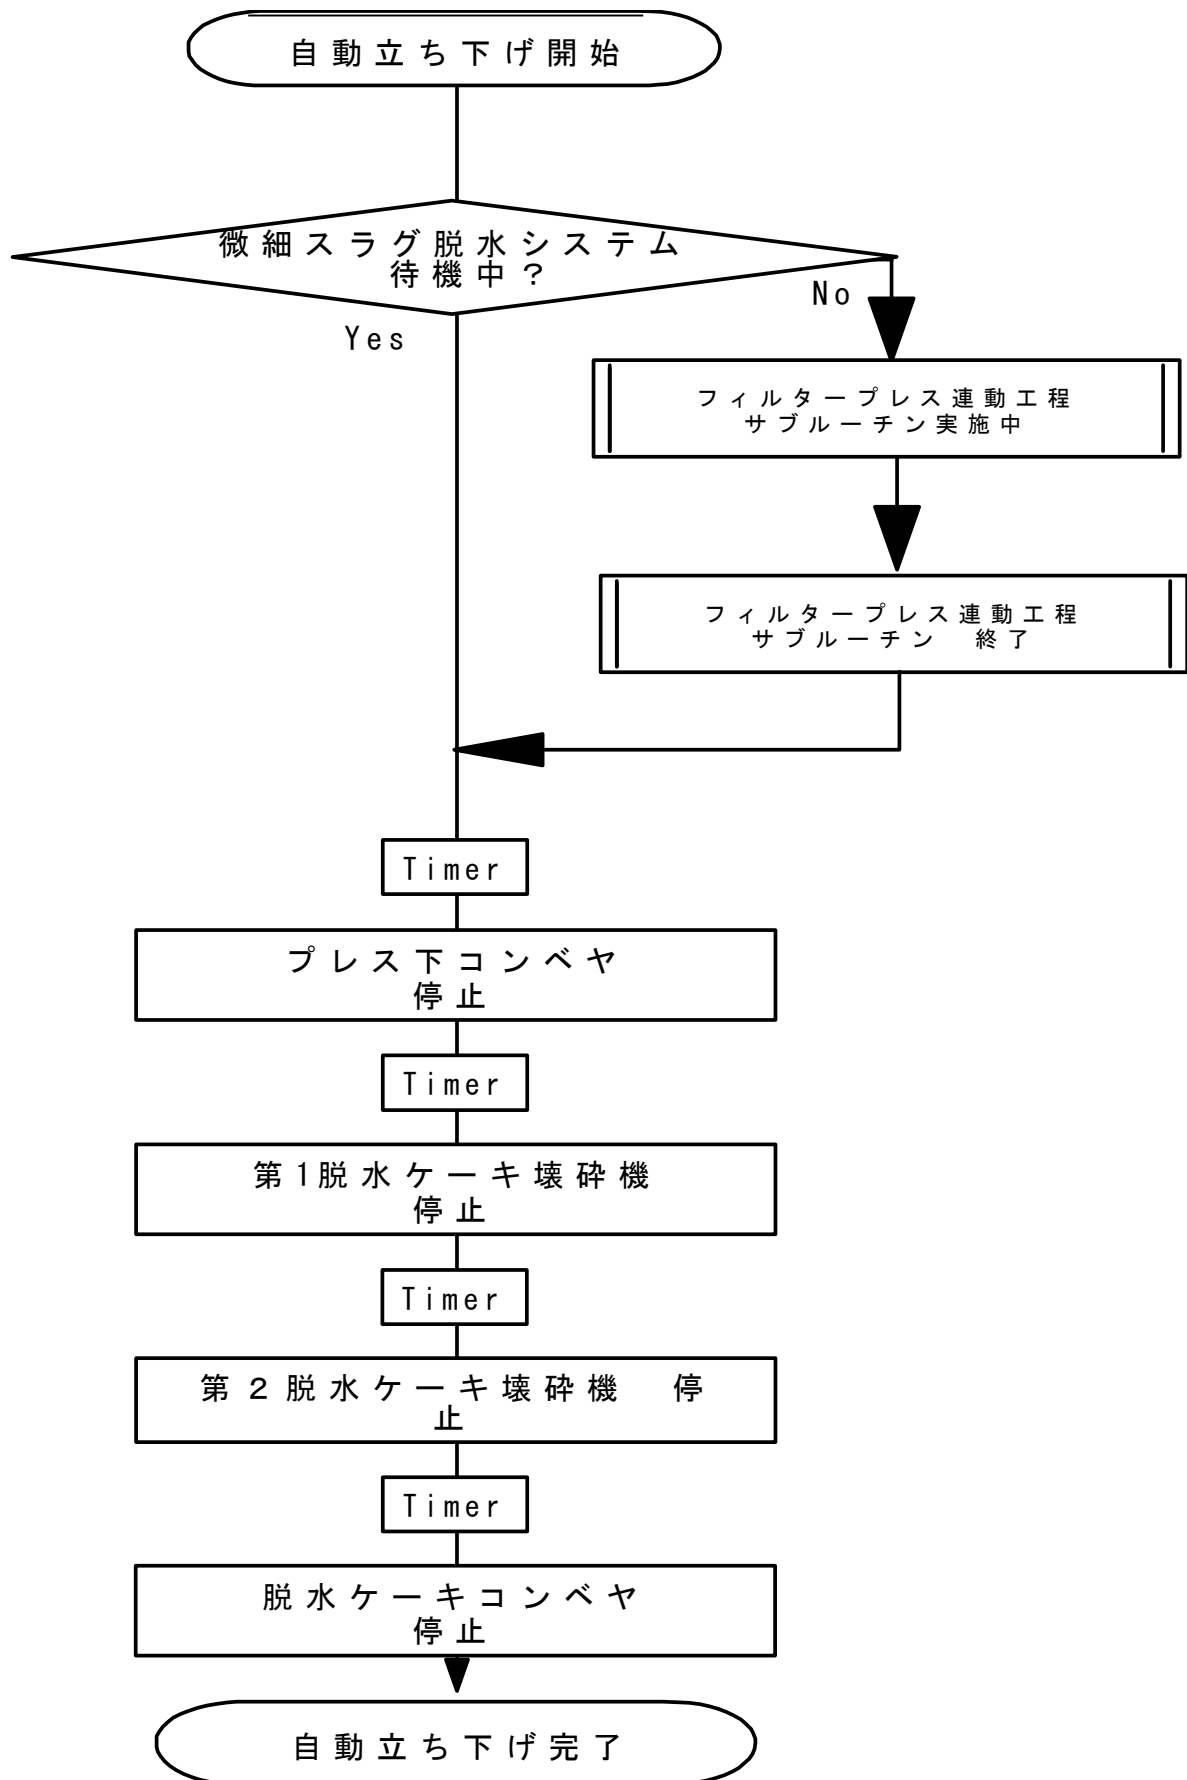 自動立ち下げ開始
微細スラグ脱水システム
待機中？
No
Yes
フィルタープレス連動工程
サブルーチン実施中
フィルタープレス連動工程
サブルーチン　終了
Timer
プレス下コンベヤ
停止
Timer
第1脱水ケーキ壊砕機
停止
Timer
第２脱水ケーキ壊砕機　停
止
Timer
脱水ケーキコンベヤ
停止
自動立ち下げ完了